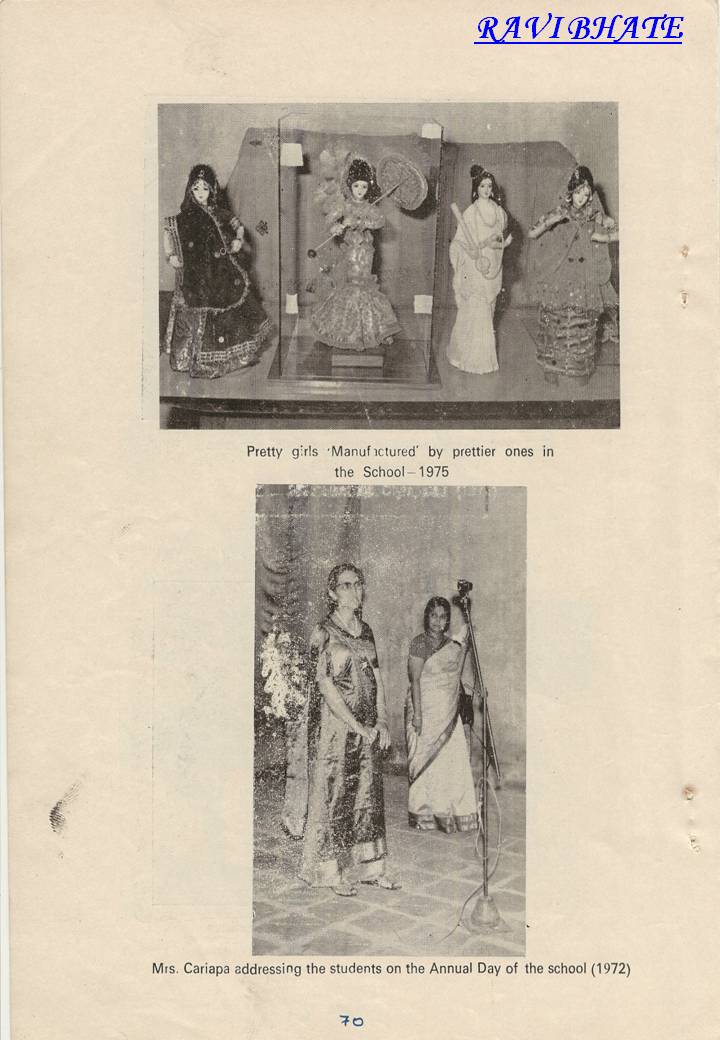 RAVI BHATE
Pretty girls 'Manufactured' by prettier ones in
the School – 1975
Mrs. Cariapa addressing the students on the Annual Day of the school (1972)
70